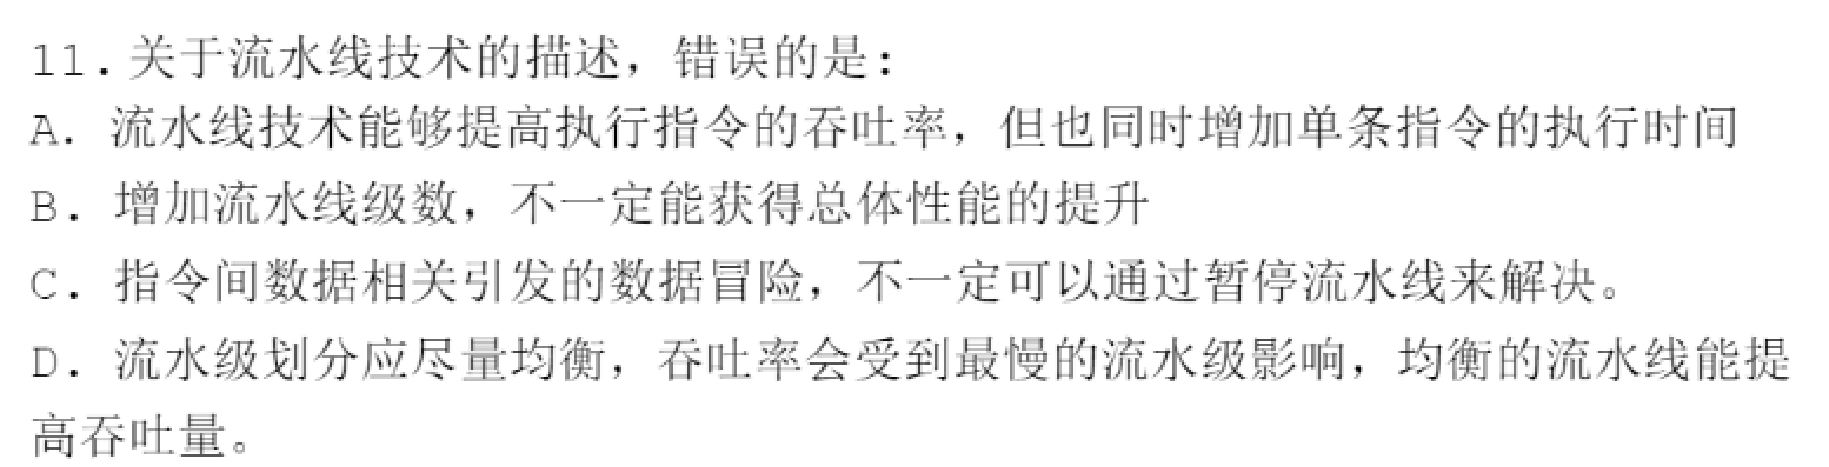 11.关于流水线技术的描述，错误的是：
A. 流水线技术能够提高执行指令的吞吐率，但也同时增加单条指令的执行时间
B. 增加流水线级数，不一定能获得总体性能的提升
C. 指令间数据相关引发的数据冒险，不一定可以通过暂停流水线来解决。
D. 流水级划分应尽量均衡，吞吐率会受到最慢的流水级影响，均衡的流水线能提
高吞吐量。